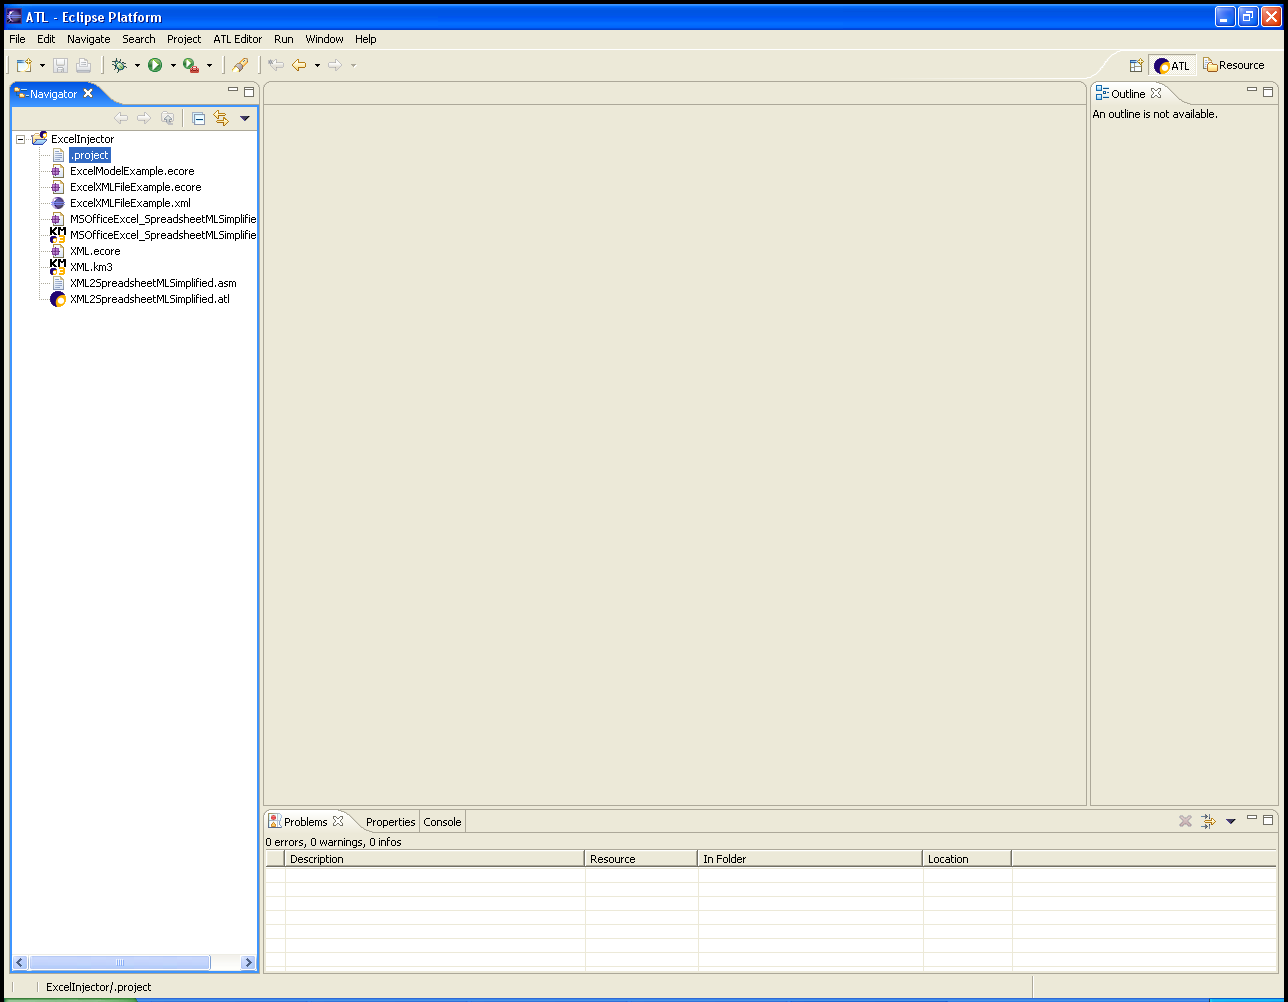 ATL - Eclipse Platform
File Edit Navigate Search Project ATL Editor Run Window Help
ATL Resource
Navigator
ExcelInjector
.project
ExcelModelExample.ecore
ExcelXMLFileExample.ecore
ExcelXMLFileExample.xml
MSOfficeExcel_SpreadsheetMLSimplifie
KM3 MSOfficeExcel_SpreadsheetMLSimplifie
XML.ecore
KM3 XML.km3
XML2SpreadsheetMLSimplified.asm
XML2SpreadsheetMLSimplified.atl
Outline
An outline is not available.
Problems Properties Console
0 errors, 0 warnings, 0 infos
Description Resource In Folder Location
ExcelInjector/.project